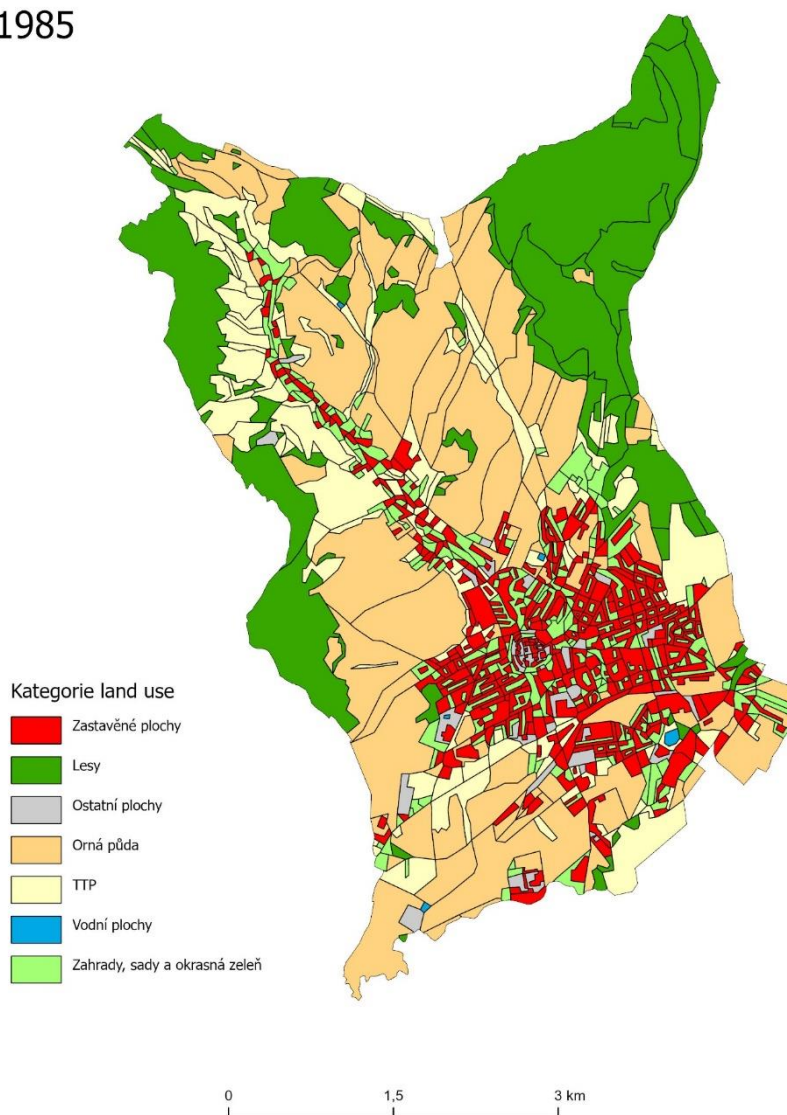 1985
Kategorie land use
Zastavěné plochy
Lesy
Ostatní plochy
Orná půda
TTP
Vodní plochy
Zahrady, sady a okrasná zeleň
0 1,5 3 km